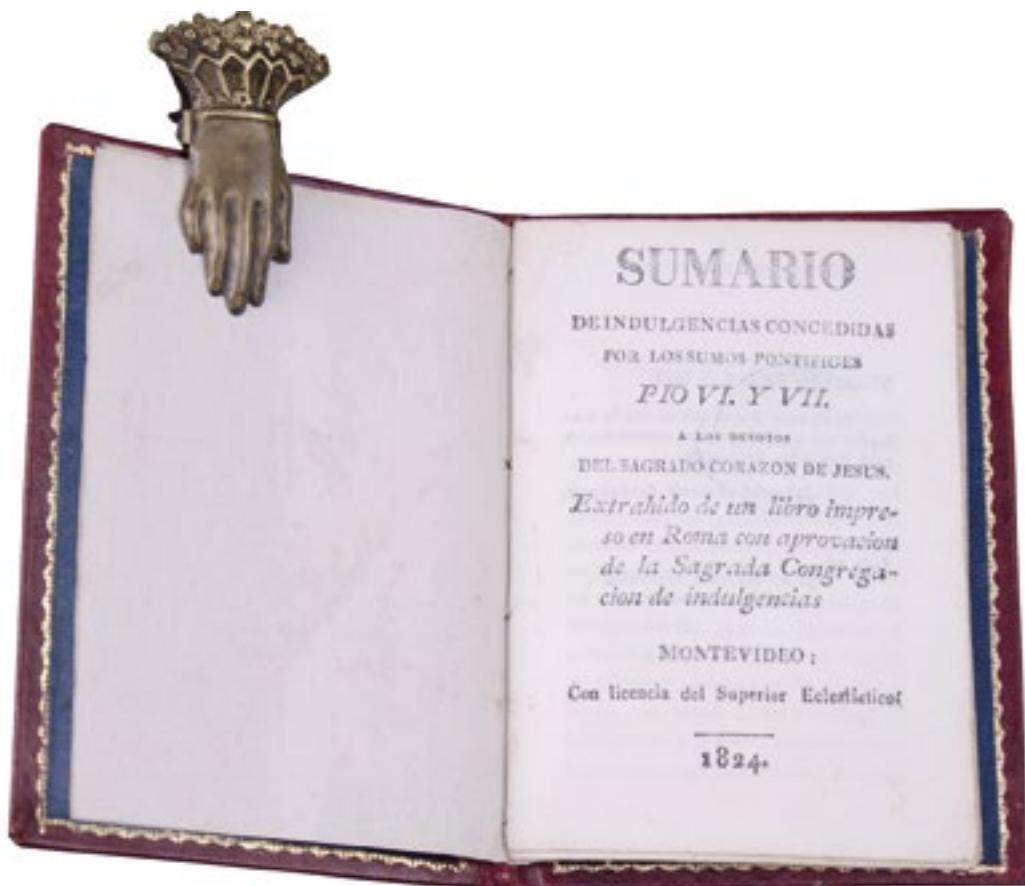 SUMARIO
DE INDULGENCIAS CONCEDIDAS
POR LOS SUMOS PONTIFIGES
PIO VI. Y VII.
A LOS DEVOTOS
DEL SAGRADO CORAZON DE JESUS.
Extrahido de un libro impre-
so en Roma con aprovacion
de la Sagrada Congrega-
cion de indulgencias
MONTEVIDEO:
Con licencia del Superior
1824.